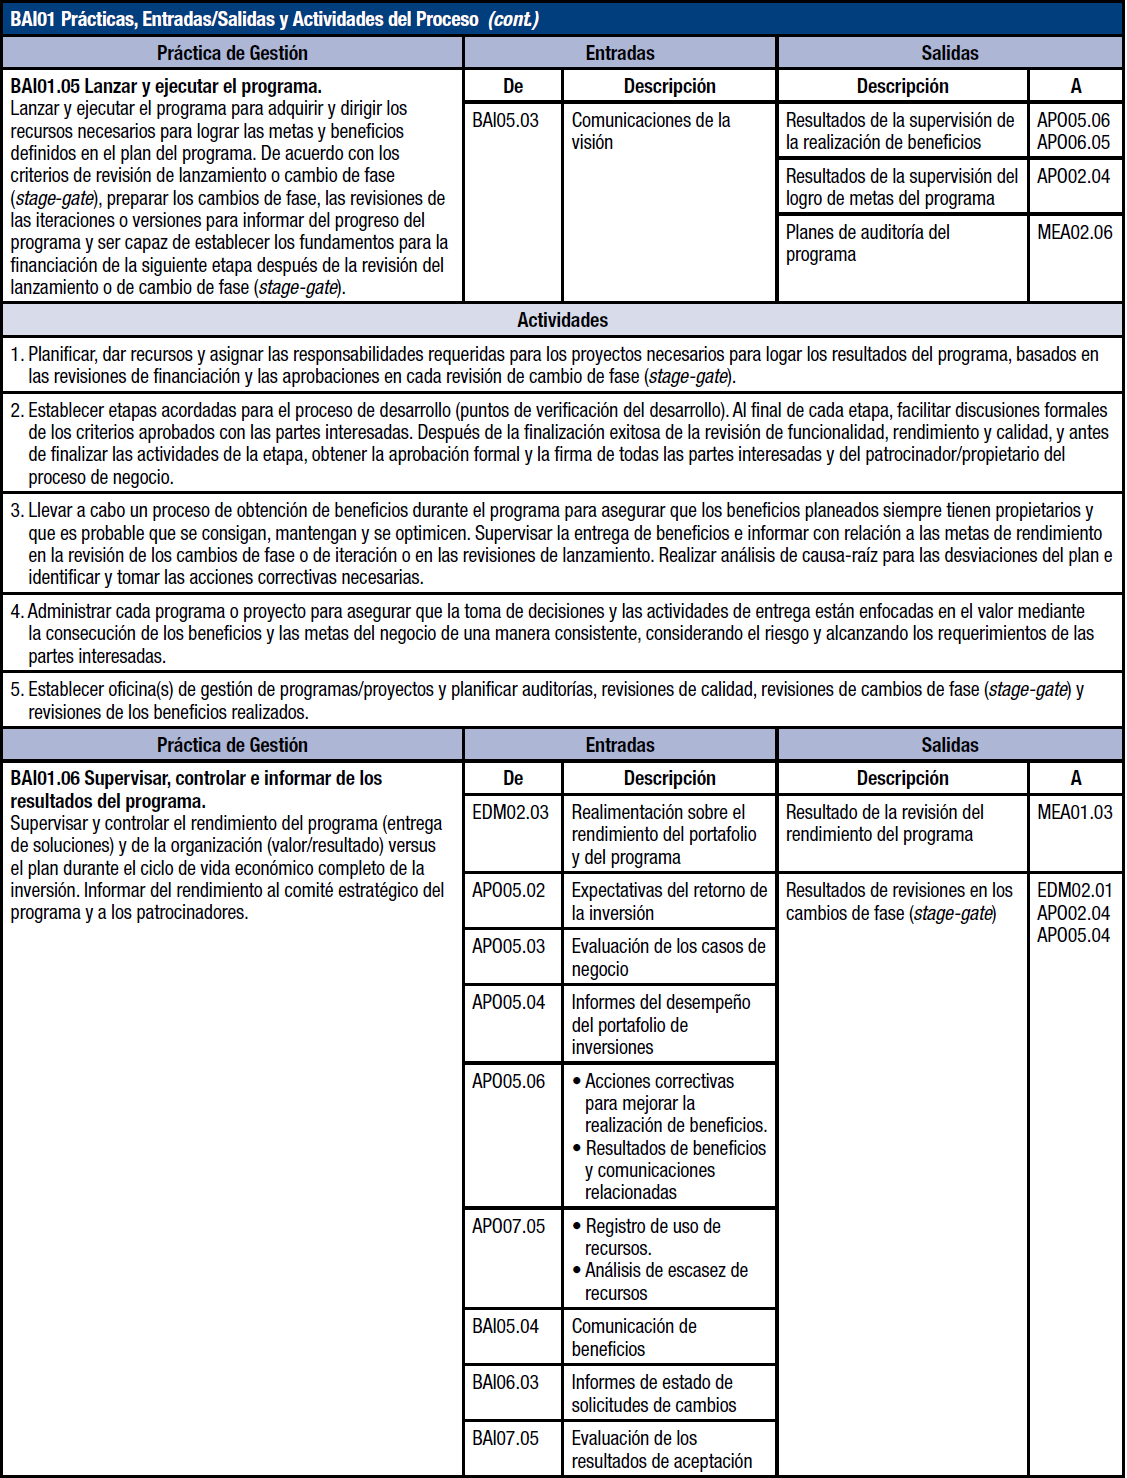 BAI01 Prácticas, Entradas/Salidas y Actividades del Proceso (cont.)
Práctica de Gestión
Entradas
Salidas
BAI01.05 Lanzar y ejecutar el programa.
Lanzar y ejecutar el programa para adquirir y dirigir los
recursos necesarios para lograr las metas y beneficios
definidos en el plan del programa. De acuerdo con los
criterios de revisión de lanzamiento o cambio de fase
(stage-gate), preparar los cambios de fase, las revisiones de
las iteraciones o versiones para informar del progreso del
programa y ser capaz de establecer los fundamentos para la
financiación de la siguiente etapa después de la revisión del
lanzamiento o de cambio de fase (stage-gate).
De
Descripción
Descripción
A
BAI05.03
Comunicaciones de la
visión
Resultados de la supervisión de
la realización de beneficios
APO05.06
APO06.05
Resultados de la supervisión del
logro de metas del programa
APO02.04
Planes de auditoría del
programa
MEA02.06
Actividades
1. Planificar, dar recursos y asignar las responsabilidades requeridas para los proyectos necesarios para logar los resultados del programa, basados en
las revisiones de financiación y las aprobaciones en cada revisión de cambio de fase (stage-gate).
2. Establecer etapas acordadas para el proceso de desarrollo (puntos de verificación del desarrollo). Al final de cada etapa, facilitar discusiones formales
de los criterios aprobados con las partes interesadas. Después de la finalización exitosa de la revisión de funcionalidad, rendimiento y calidad, y antes
de finalizar las actividades de la etapa, obtener la aprobación formal y la firma de todas las partes interesadas y del patrocinador/propietario del
proceso de negocio.
3. Llevar a cabo un proceso de obtención de beneficios durante el programa para asegurar que los beneficios planeados siempre tienen propietarios y
que es probable que se consigan, mantengan y se optimicen. Supervisar la entrega de beneficios e informar con relación a las metas de rendimiento
en la revisión de los cambios de fase o de iteración o en las revisiones de lanzamiento. Realizar análisis de causa-raíz para las desviaciones del plan e
identificar y tomar las acciones correctivas necesarias.
4. Administrar cada programa o proyecto para asegurar que la toma de decisiones y las actividades de entrega están enfocadas en el valor mediante
la consecución de los beneficios y las metas del negocio de una manera consistente, considerando el riesgo y alcanzando los requerimientos de las
partes interesadas.
5. Establecer oficina(s) de gestión de programas/proyectos y planificar auditorías, revisiones de calidad, revisiones de cambios de fase (stage-gate) y
revisiones de los beneficios realizados.
Práctica de Gestión
Entradas
Salidas
BAI01.06 Supervisar, controlar e informar de los
resultados del programa.
Supervisar y controlar el rendimiento del programa (entrega
de soluciones) y de la organización (valor/resultado) versus
el plan durante el ciclo de vida económico completo de la
inversión. Informar del rendimiento al comité estratégico del
programa y a los patrocinadores.
De
Descripción
Descripción
A
EDM02.03
Realimentación sobre el
rendimiento del portafolio
y del programa
Resultado de la revisión del
rendimiento del programa
MEA01.03
APO05.02
Expectativas del retorno de
la inversión
Resultados de revisiones en los
cambios de fase (stage-gate)
EDM02.01
APO02.04
APO05.04
APO05.03
Evaluación de los casos de
negocio
APO05.04
Informes del desempeño
del portafolio de
inversiones
APO05.06
• Acciones correctivas
para mejorar la
realización de beneficios.
• Resultados de beneficios
y comunicaciones
relacionadas
APO07.05
• Registro de uso de
recursos.
• Análisis de escasez de
recursos
BAI05.04
Comunicación de
beneficios
BAI06.03
Informes de estado de
solicitudes de cambios
BAI07.05
Evaluación de los
resultados de aceptación